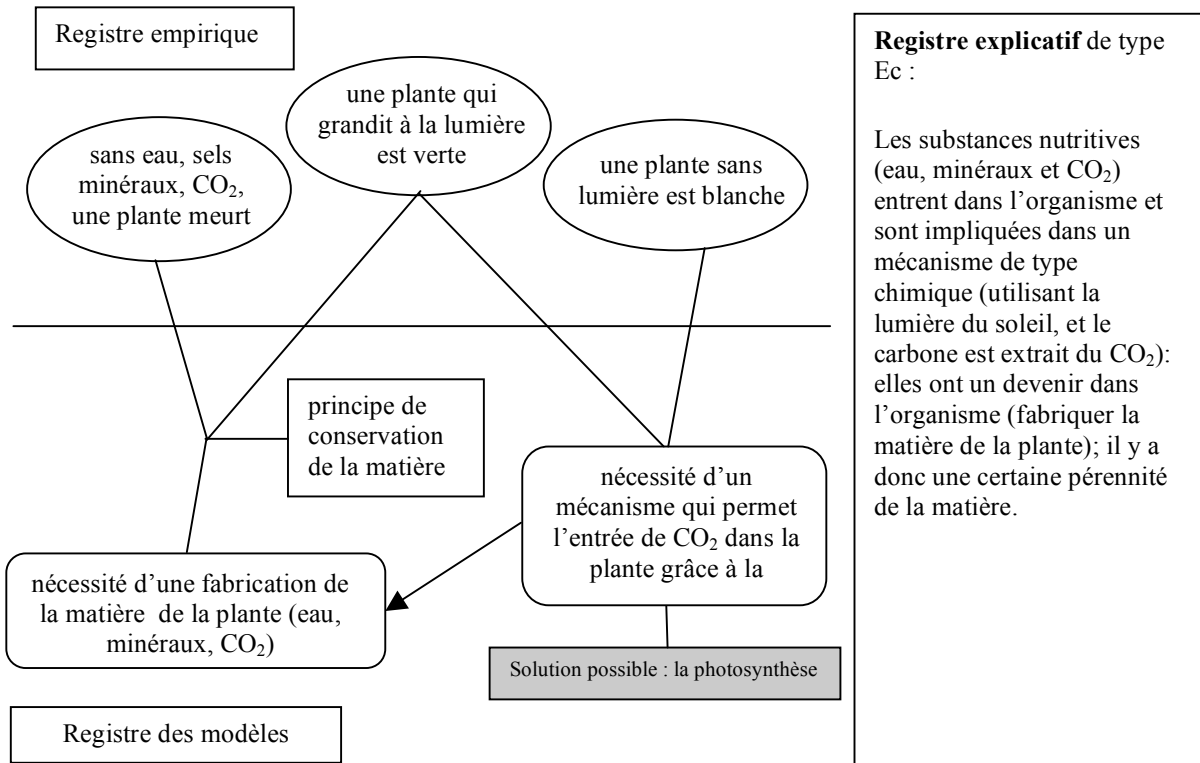 Registre empirique
une plante qui
grandit à la lumière
est verte
sans eau, sels
minéraux, CO₂,
une plante meurt
une plante sans
lumière est blanche
principe de
conservation
de la matière
nécessité d’un
mécanisme qui permet
l’entrée de CO₂ dans la
plante grâce à la
nécessité d’une fabrication de
la matière de la plante (eau,
minéraux, CO₂)
Solution possible : la photosynthèse
Registre des modèles
Registre explicatif de type
Ec :
Les substances nutritives
(eau, minéraux et CO₂)
entrent dans l’organisme et
sont impliquées dans un
mécanisme de type
chimique (utilisant la
lumière du soleil, et le
carbone est extrait du CO₂):
elles ont un devenir dans
l’organisme (fabriquer la
matière de la plante); il y a
donc une certaine pérennité
de la matière.